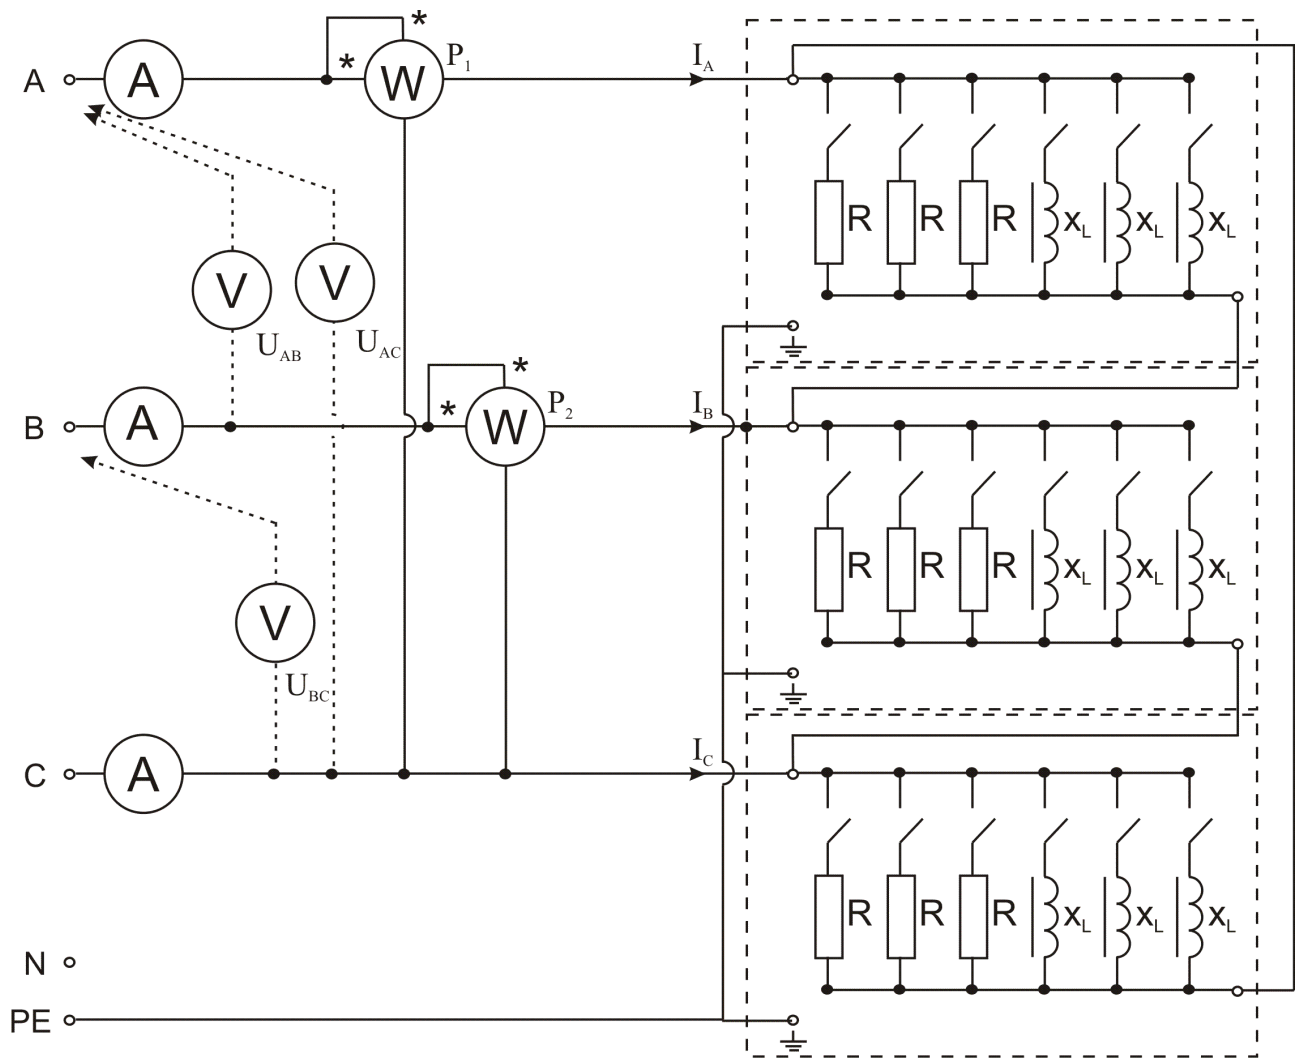 *
A A * W P1 IA
R R R xL xL xL
V V
UAB UAC
*
B A * W P2 IB
R R R xL xL xL
V
UBC
C A IC
R R R xL xL xL
N
PE